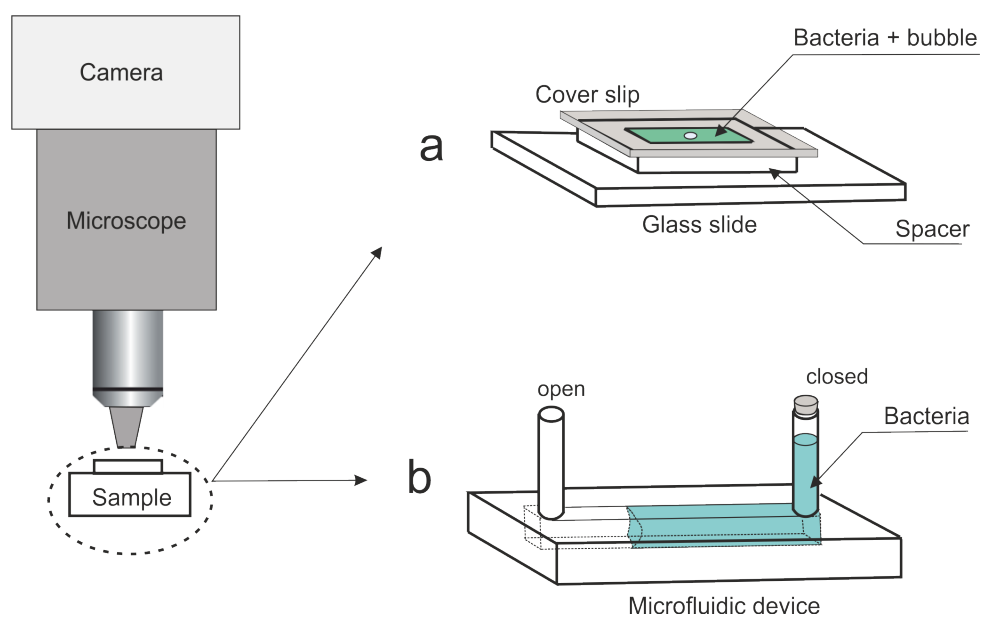 Camera
Microscope
Sample
a
Cover slip
Bacteria + bubble
Glass slide
Spacer
b
open
closed
Bacteria
Microfluidic device